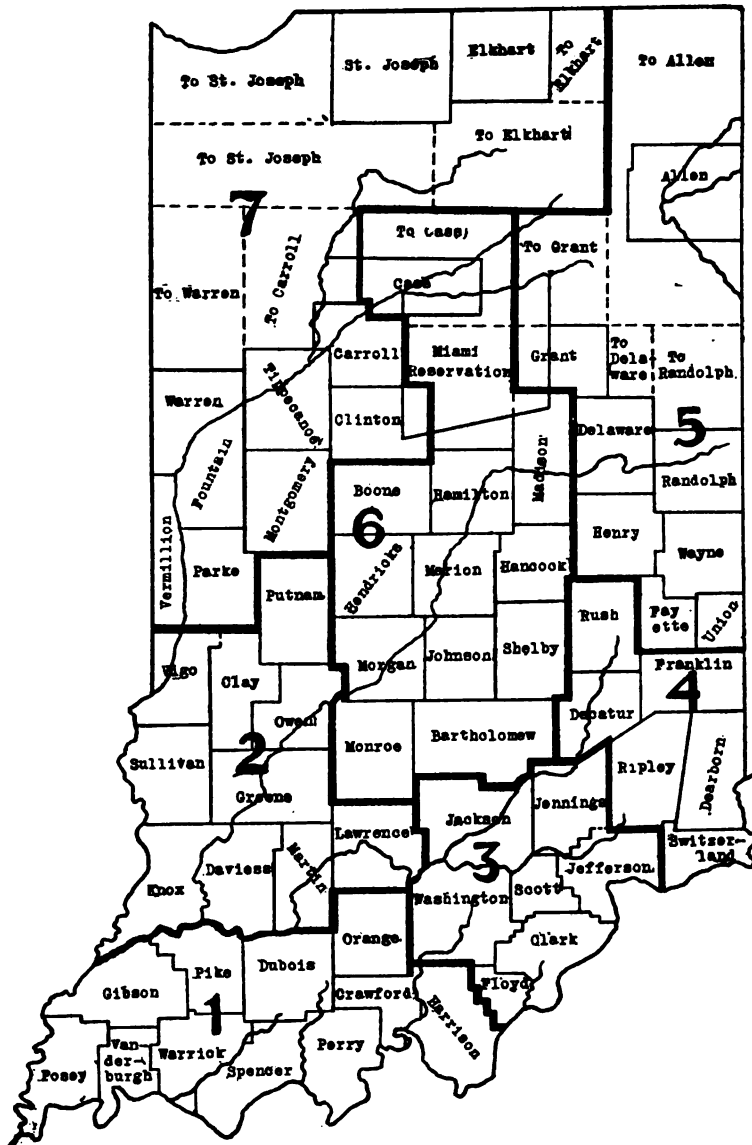 To St. Joseph
St. Joseph
Elkhart
To
Elkhart
To Allen
To St. Joseph
To Elkhart
Allen
7
To Cass
To Grant
To Warren
To Carroll
Cass
Carroll
Miami
Reservation
Grant
To
Dela-
ware
To
Randolph
Warren
Tippecanoe
Clinton
Madison
Delaware
5
Fountain
Montgomery
Boone
Hamilton
Randolph
6
Vermillion
Parke
Putnam
Hendricks
Marion
Hancock
Henry
Wayne
Rush
Fay
ette
Union
Vigo
Clay
Morgan
Johnson
Shelby
Franklin
4
Owen
Decatur
Sullivan
2
Monroe
Bartholomew
Ripley
Dearborn
Greene
Jackson
Jennings
Lawrence
Switzer-
land
3
Knox
Daviess
Martin
Washington
Scott
Jefferson
Orange
Clark
Pike
Dubois
Gibson
Crawford
Floyd
Harrison
1
Posey
Van-
der-
burgh
Warrick
Spencer
Perry